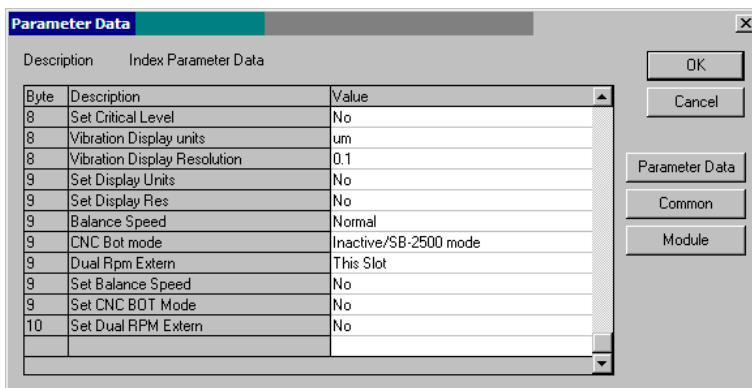 Parameter Data
Description Index Parameter Data
OK
Cancel
Parameter Data
Common
Module
Byte Description Value
8 Set Critical Level No
8 Vibration Display units um
8 Vibration Display Resolution 0.1
9 Set Display Units No
9 Set Display Res No
9 Balance Speed Normal
9 CNC Bot mode Inactive/SB-2500 mode
9 Dual Rpm Extern This Slot
9 Set Balance Speed No
9 Set CNC BOT Mode No
10 Set Dual RPM Extern No